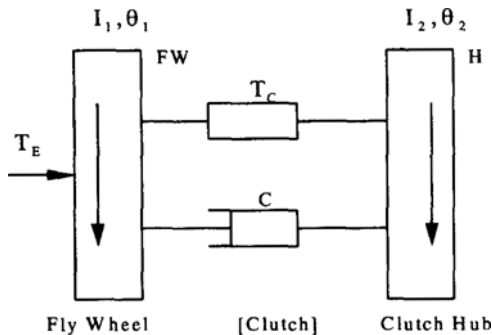 I₁,θ₁ I₂,θ₂
FW H
T_C
T_E
C
Fly Wheel [Clutch] Clutch Hub